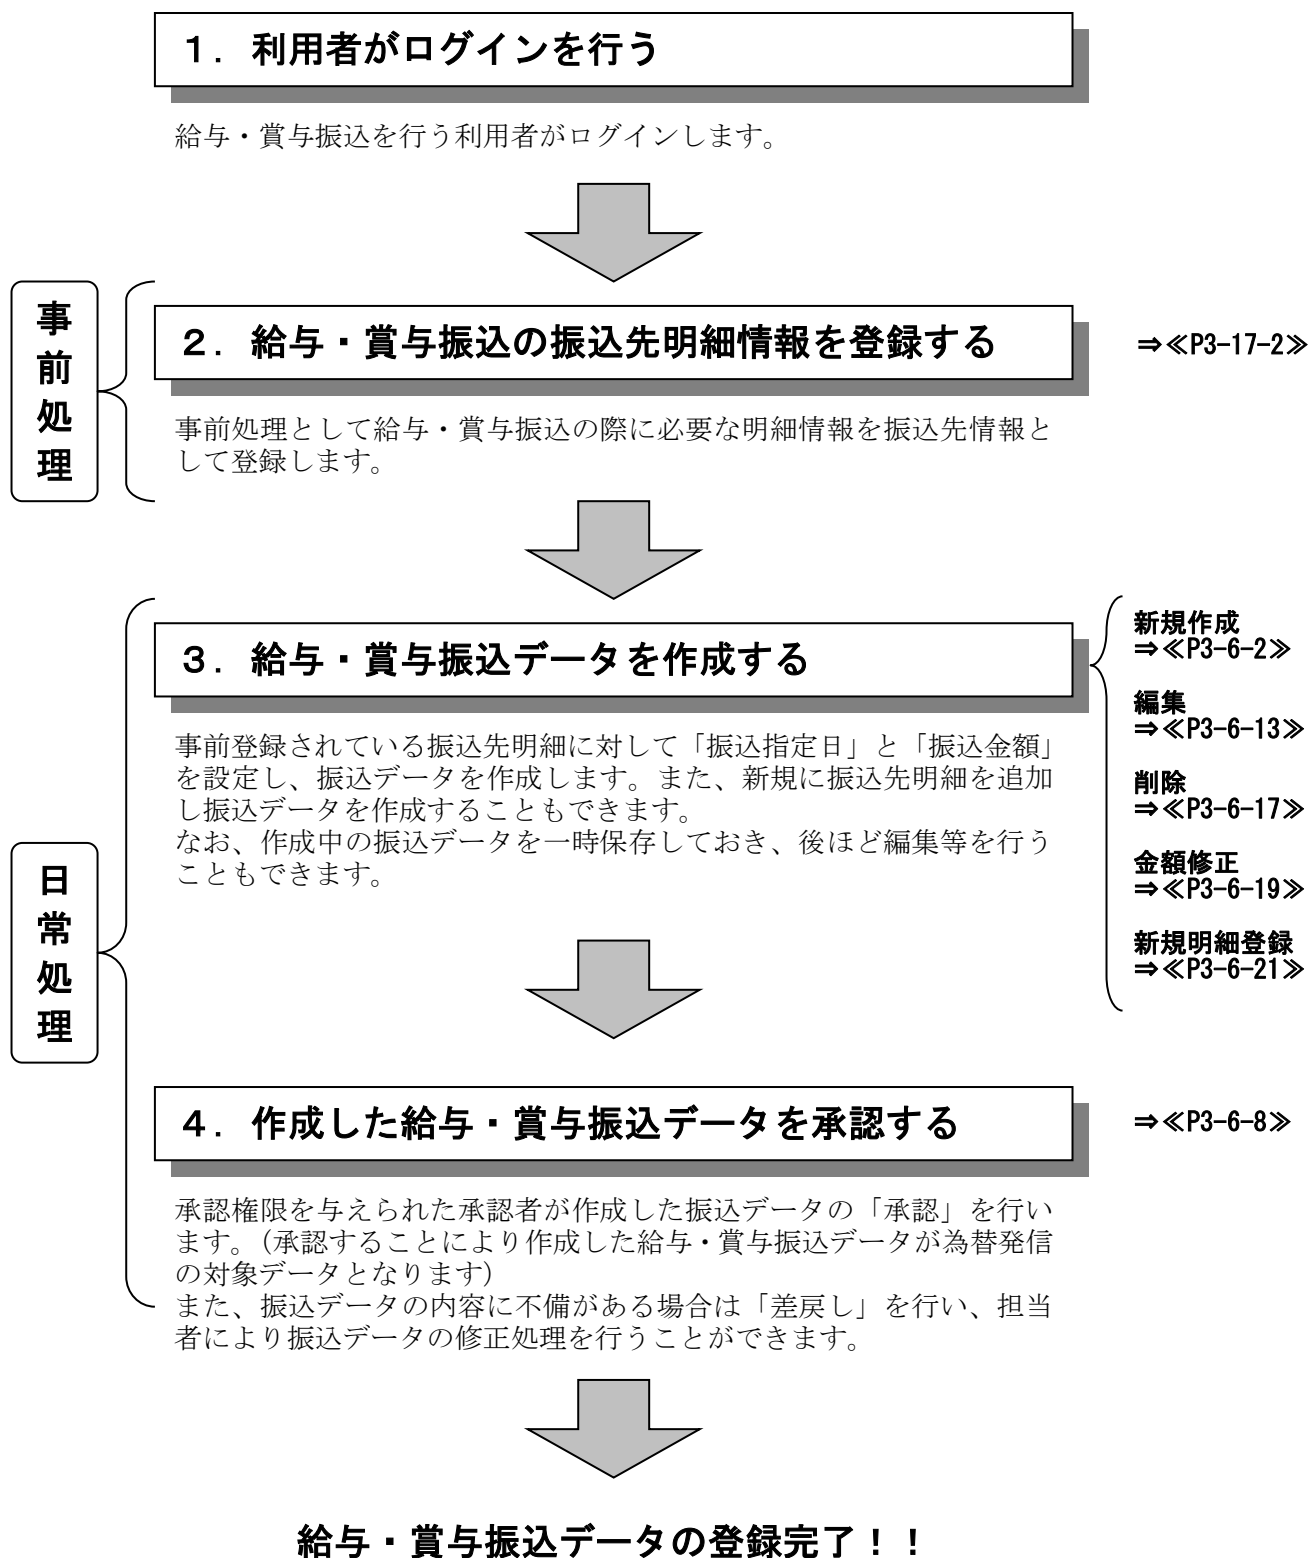 １．利用者がログインを行う
給与・賞与振込を行う利用者がログインします。
事前処理
２．給与・賞与振込の振込先明細情報を登録する
⇒≪P3-17-2≫
事前処理として給与・賞与振込の際に必要な明細情報を振込先情報と
して登録します。
日常処理
３．給与・賞与振込データを作成する
事前登録されている振込先明細に対して「振込指定日」と「振込金額」
を設定し、振込データを作成します。また、新規に振込先明細を追加
し振込データを作成することもできます。
なお、作成中の振込データを一時保存しておき、後ほど編集等を行う
こともできます。
新規作成
⇒≪P3-6-2≫
編集
⇒≪P3-6-13≫
削除
⇒≪P3-6-17≫
金額修正
⇒≪P3-6-19≫
新規明細登録
⇒≪P3-6-21≫
４．作成した給与・賞与振込データを承認する
⇒≪P3-6-8≫
承認権限を与えられた承認者が作成した振込データの「承認」を行い
ます。（承認することにより作成した給与・賞与振込データが為替発信
の対象データとなります）
また、振込データの内容に不備がある場合は「差戻し」を行い、担当
者により振込データの修正処理を行うことができます。
給与・賞与振込データの登録完了！！